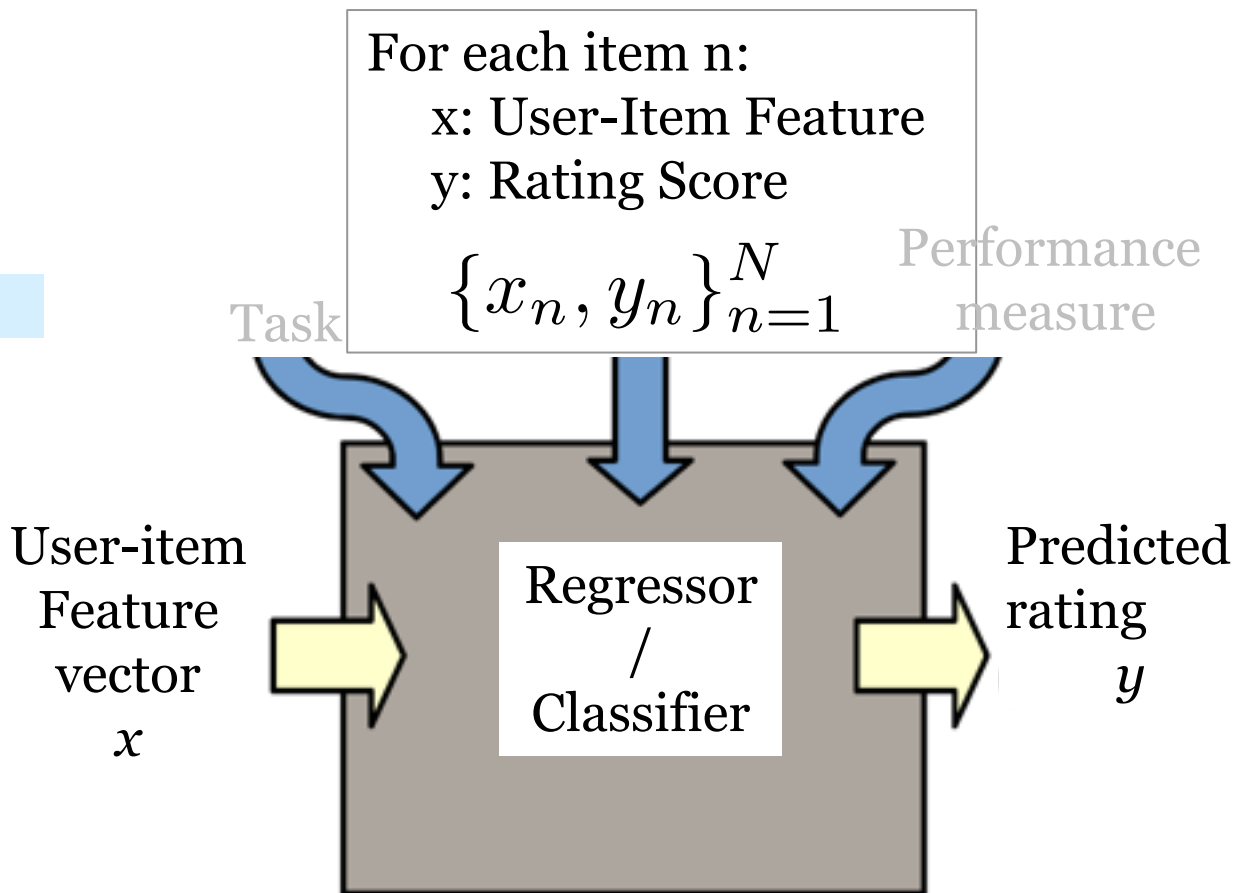 For each item n:
x: User-Item Feature
y: Rating Score
{x_n, y_n}_{n=1}^N
Task
Performance
measure
User-item
Feature
vector
x
Regressor
/
Classifier
Predicted
rating
y